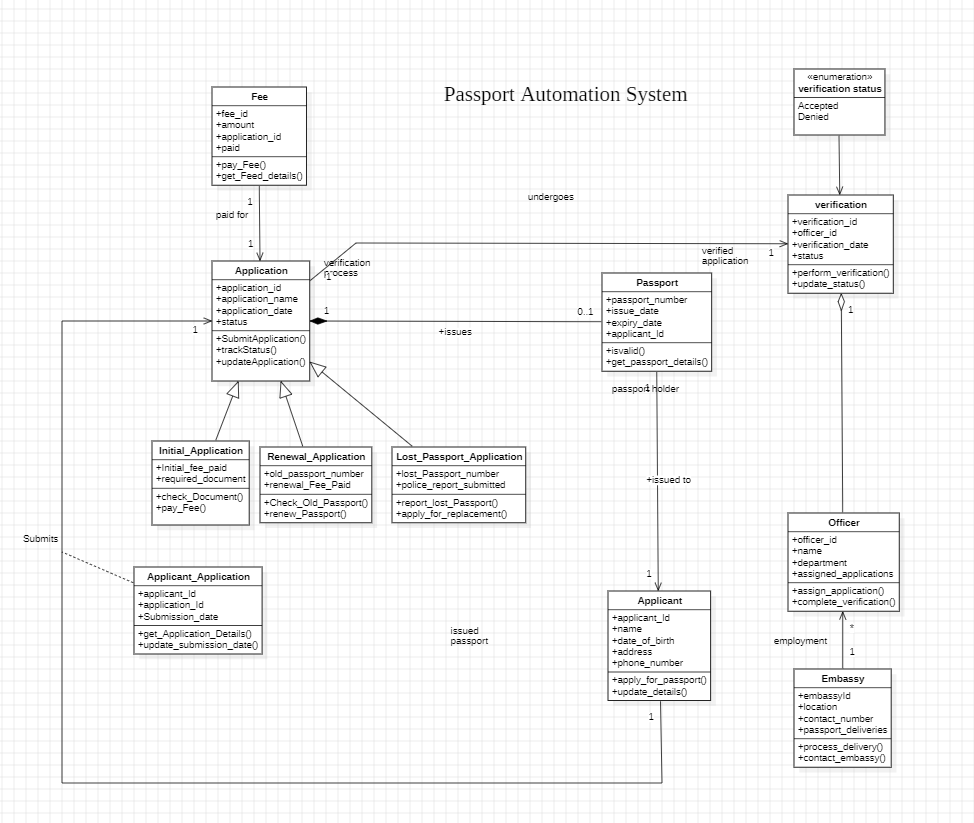 Passport Automation System
«enumeration»
verification status
Accepted
Denied
Fee
+fee_id
+amount
+application_id
+paid
+pay_Fee()
+get_Feed_details()
1
paid for
1
undergoes
verification
+verification_id
+officer_id
+verification_date
+status
+perform_verification()
+update_status()
verified
application
1
1
verification
process
1
Application
+application_id
+application_name
+application_date
+status
+SubmitApplication()
+trackStatus()
+updateApplication()
1
1
+issues
0..1
Passport
+passport_number
+issue_date
+expiry_date
+applicant_Id
+isvalid()
+get_passport_details()
passport holder
1
+issued to
1
Initial_Application
+Initial_fee_paid
+required_document
+check_Document()
+pay_Fee()
Renewal_Application
+old_passport_number
+renewal_Fee_Paid
+Check_Old_Passport()
+renew_Passport()
Lost_Passport_Application
+lost_Passport_number
+police_report_submitted
+report_lost_Passport()
+apply_for_replacement()
Submits
Applicant_Application
+applicant_Id
+application_Id
+Submission_date
+get_Application_Details()
+update_submission_date()
issued
passport
Applicant
+applicant_Id
+name
+date_of_birth
+address
+phone_number
+apply_for_passport()
+update_details()
1
Officer
+officer_id
+name
+department
+assigned_applications
+assign_application()
+complete_verification()
*
employment
1
Embassy
+embassyId
+location
+contact_number
+passport_deliveries
+process_delivery()
+contact_embassy()